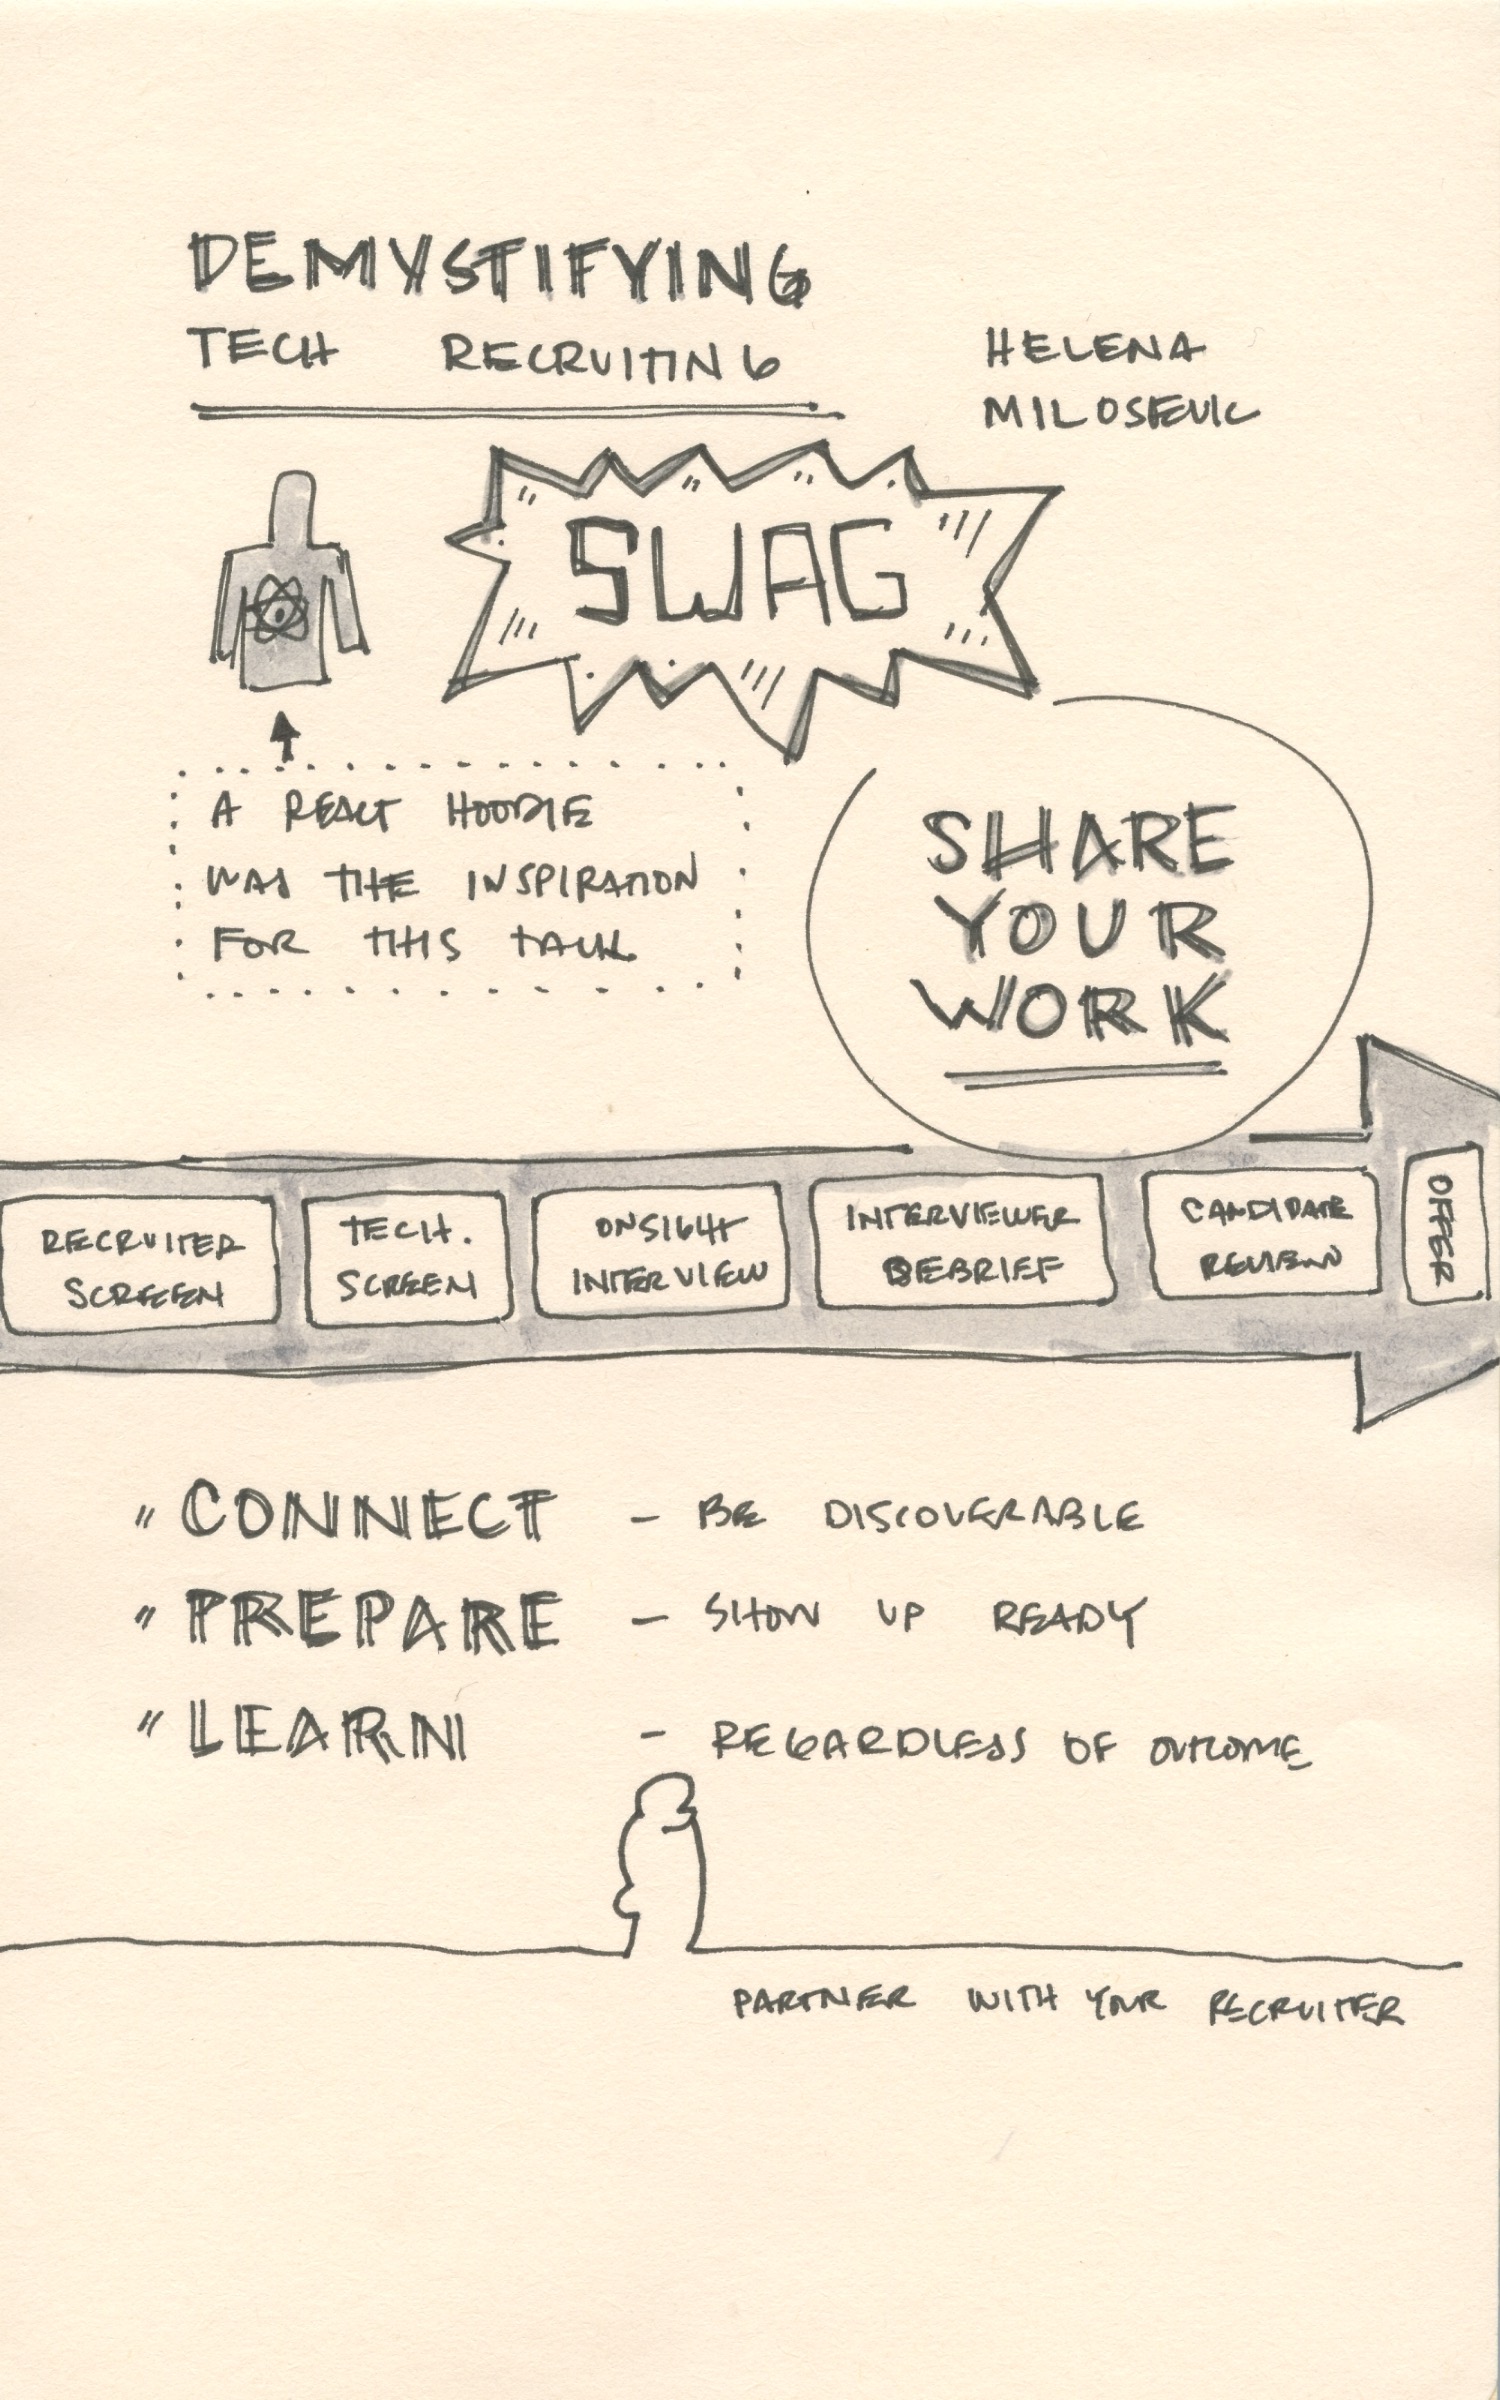 DEMYSTIFYING
TECH RECRUITING
HELENA
MILOSEVIC
SWAG
A REACT HOODIE
WAS THE INSPIRATION
FOR THIS TALK
SHARE
YOUR
WORK
RECRUITER
SCREEN
TECH.
SCREEN
ONSIGHT
INTERVIEW
INTERVIEWER
DEBRIEF
CANDIDATE
REVIEW
OFFER
" CONNECT - BE DISCOVERABLE
" PREPARE - SHOW UP READY
" LEARN - REGARDLESS OF OUTCOME
PARTNER WITH YOUR RECRUITER